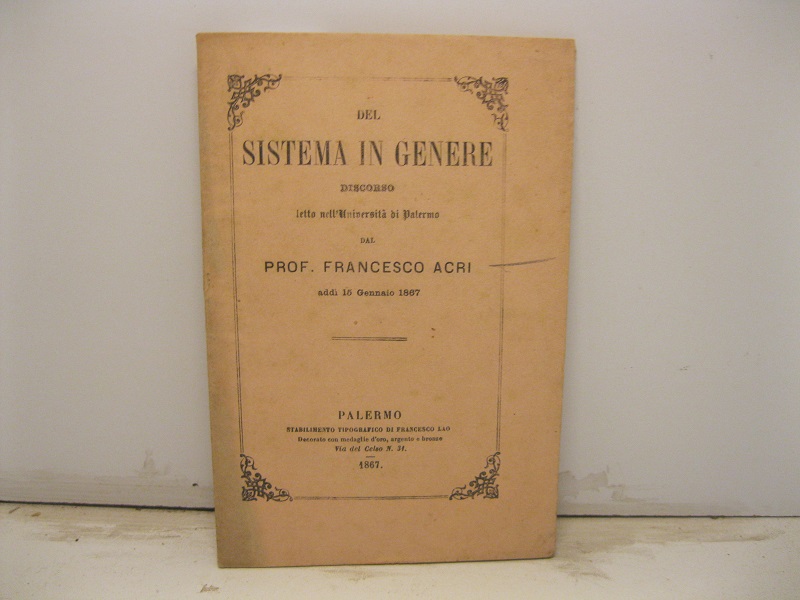 DEL
SISTEMA IN GENERE
DISCORSO
letto nell'Università di Palermo
DAL
PROF. FRANCESCO ACRI
addì 15 Gennaio 1867
PALERMO
STABILIMENTO TIPOGRAFICO DI FRANCESCO LAO
Decorato con medaglie d'oro, argento e bronzo
Via del Celso N. 31.
1867.